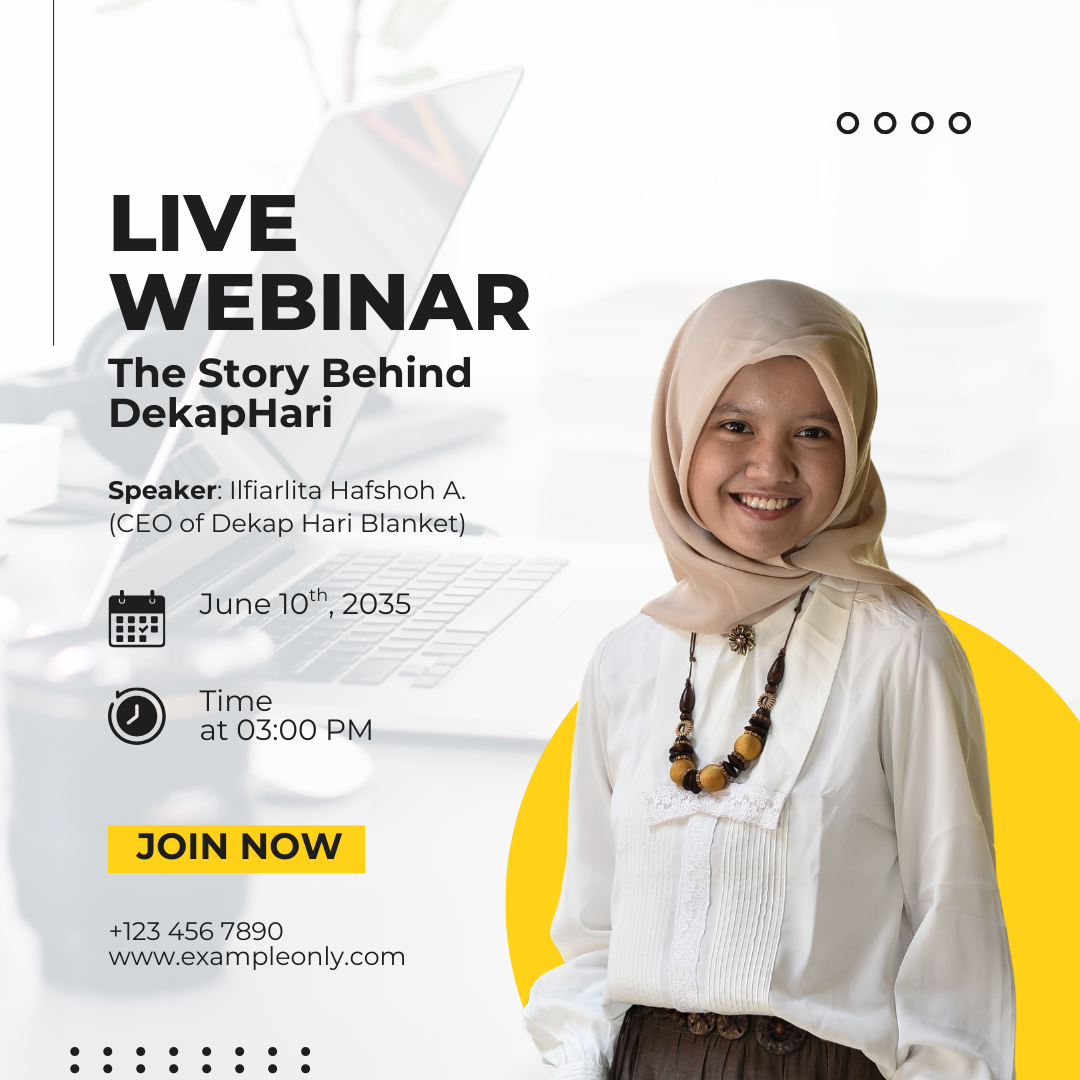 LIVE
WEBINAR
The Story Behind
DekapHari
Speaker: Ilfiarlita Hafshoh A.
(CEO of Dekap Hari Blanket)
June 10th, 2035
Time
at 03:00 PM
JOIN NOW
+123 456 7890
www.exampleonly.com